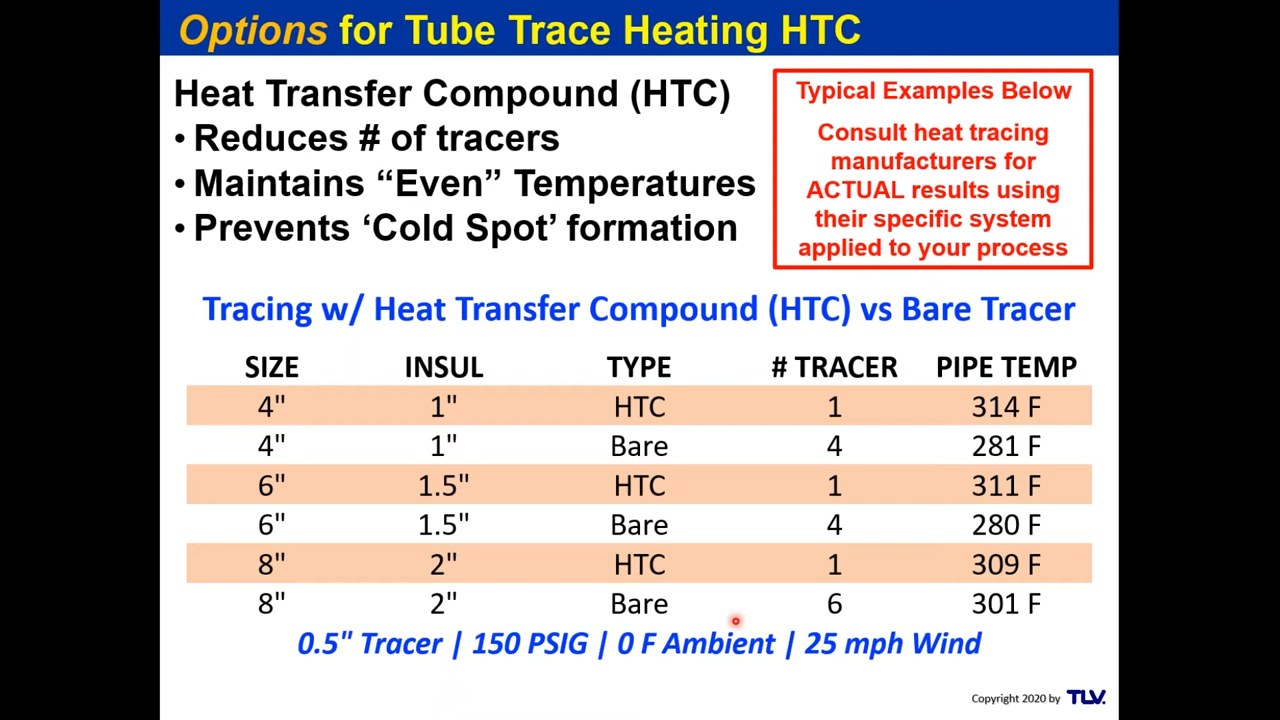 Options for Tube Trace Heating HTC
Heat Transfer Compound (HTC)
• Reduces # of tracers
• Maintains “Even” Temperatures
• Prevents ‘Cold Spot’ formation
Typical Examples Below
Consult heat tracing
manufacturers for
ACTUAL results using
their specific system
applied to your process
Tracing w/ Heat Transfer Compound (HTC) vs Bare Tracer
SIZE INSUL TYPE # TRACER PIPE TEMP
4" 1" HTC 1 314 F
4" 1" Bare 4 281 F
6" 1.5" HTC 1 311 F
6" 1.5" Bare 4 280 F
8" 2" HTC 1 309 F
8" 2" Bare 6 301 F
0.5" Tracer | 150 PSIG | 0 F Ambient | 25 mph Wind
Copyright 2020 by TLV.